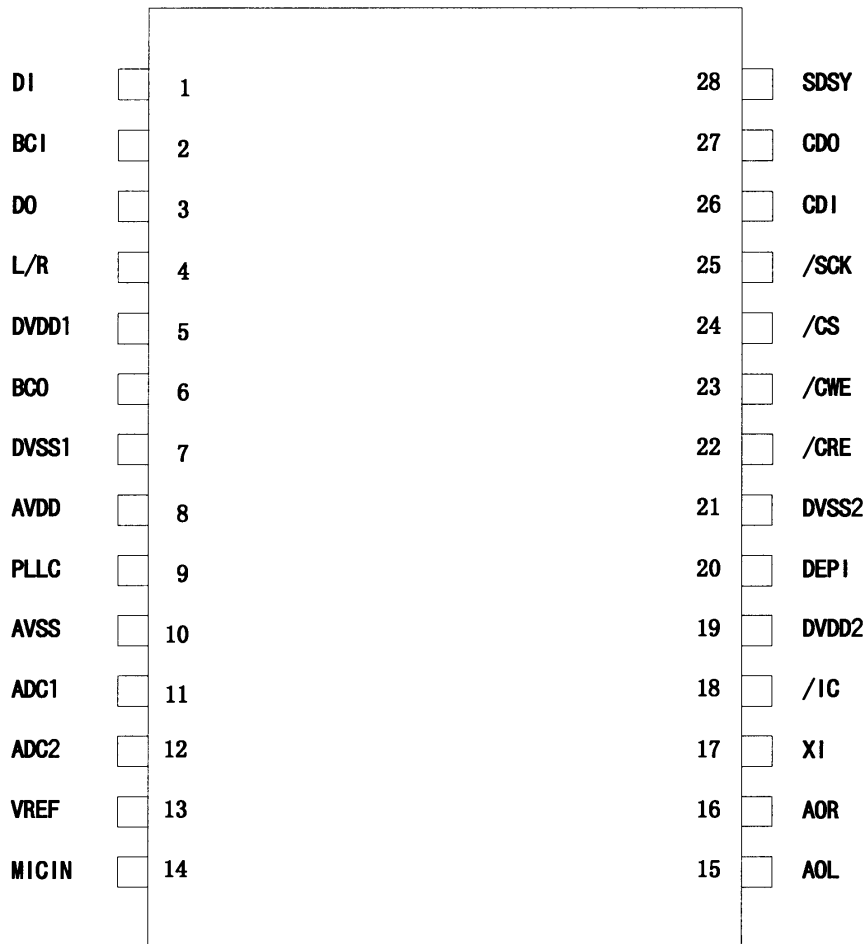 DI 1 28 SDSY
BCI 2 27 CDO
DO 3 26 CDI
L/R 4 25 /SCK
DVDD1 5 24 /CS
BCO 6 23 /CWE
DVSS1 7 22 /CRE
AVDD 8 21 DVSS2
PLLC 9 20 DEPI
AVSS 10 19 DVDD2
ADC1 11 18 /IC
ADC2 12 17 XI
VREF 13 16 AOR
MICIN 14 15 AOL